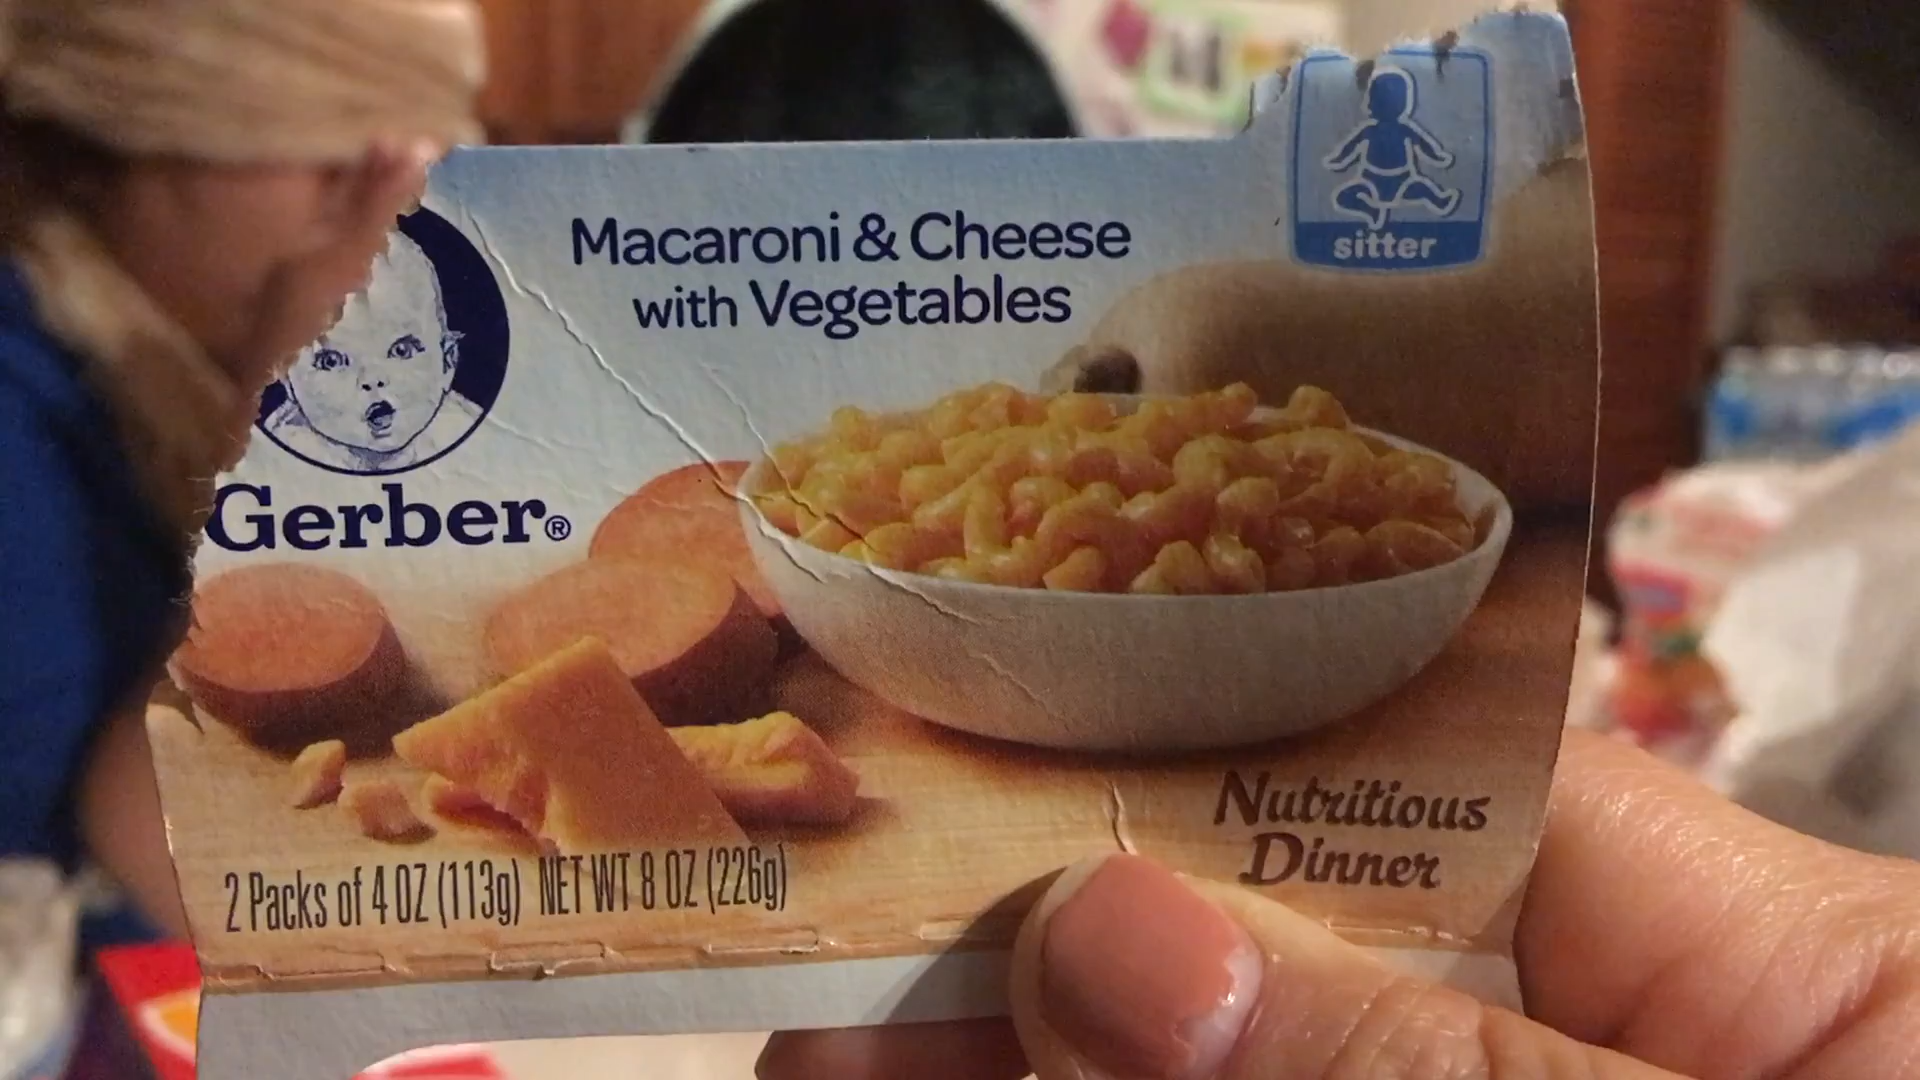 Macaroni & Cheese
with Vegetables
sitter
Gerber®
Nutritious
Dinner
2 Packs of 4 OZ (113g) NET WT 8 OZ (226g)